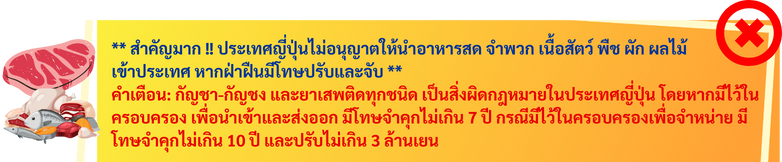 ** สำคัญมาก !! ประเทศญี่ปุ่นไม่อนุญาตให้นำอาหารสด จำพวก เนื้อสัตว์ พืช ผัก ผลไม้
เข้าประเทศ หากฝ่าฝืนมีโทษปรับและจับ **
คำเตือน: กัญชา-กัญชง และยาเสพติดทุกชนิด เป็นสิ่งผิดกฎหมายในประเทศญี่ปุ่น โดยหากมีไว้ใน
ครอบครอง เพื่อนำเข้าและส่งออก มีโทษจำคุกไม่เกิน 7 ปี กรณีมีไว้ในครอบครองเพื่อจำหน่าย มี
โทษจำคุกไม่เกิน 10 ปี และปรับไม่เกิน 3 ล้านเยน